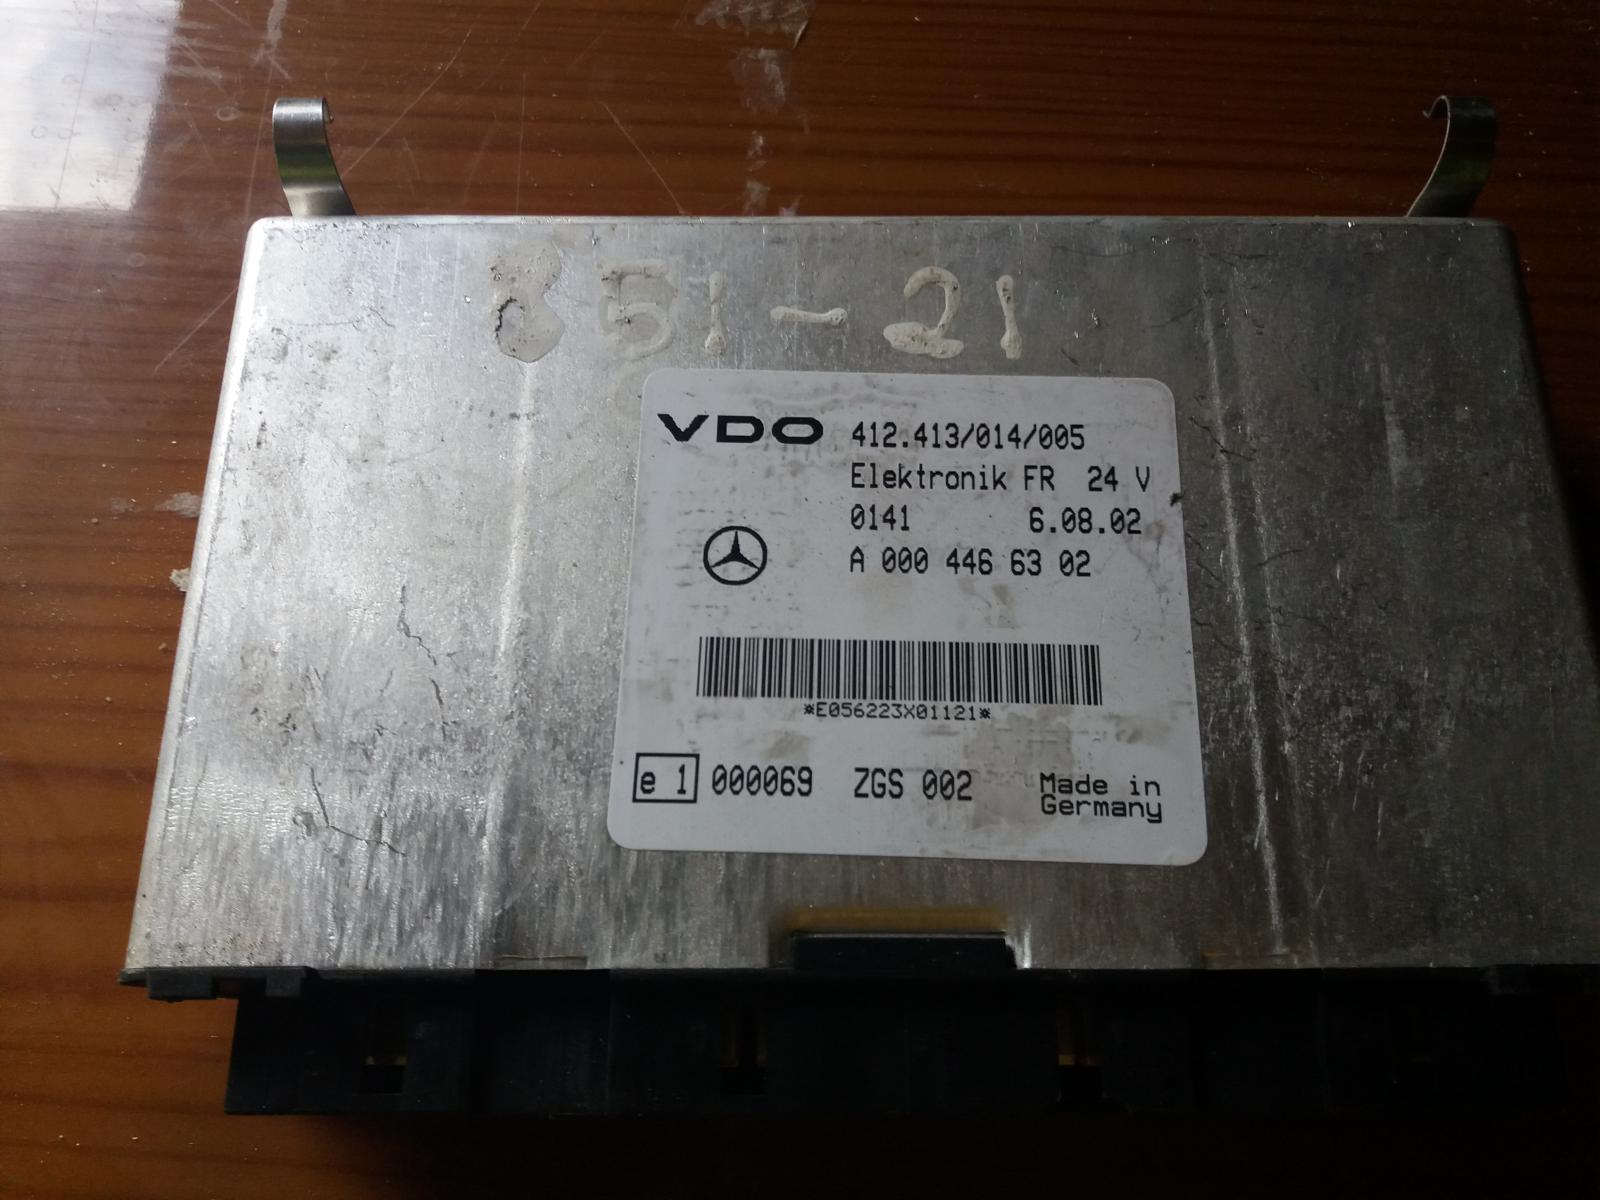 851-21
VDO 412.413/014/005
Elektronik FR 24 V
0141 6.08.02
A 000 446 63 02
*E056223X01121*
e 1 000069 ZGS 002 Made in
Germany